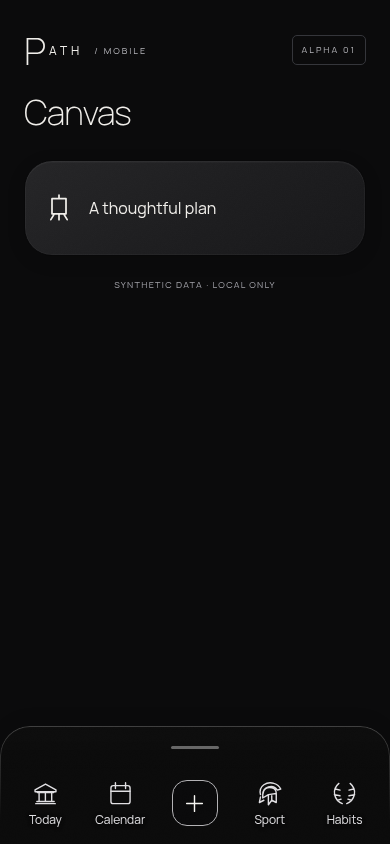 PATH / MOBILE
ALPHA 01
Canvas
A thoughtful plan
SYNTHETIC DATA · LOCAL ONLY
Today
Calendar
Sport
Habits